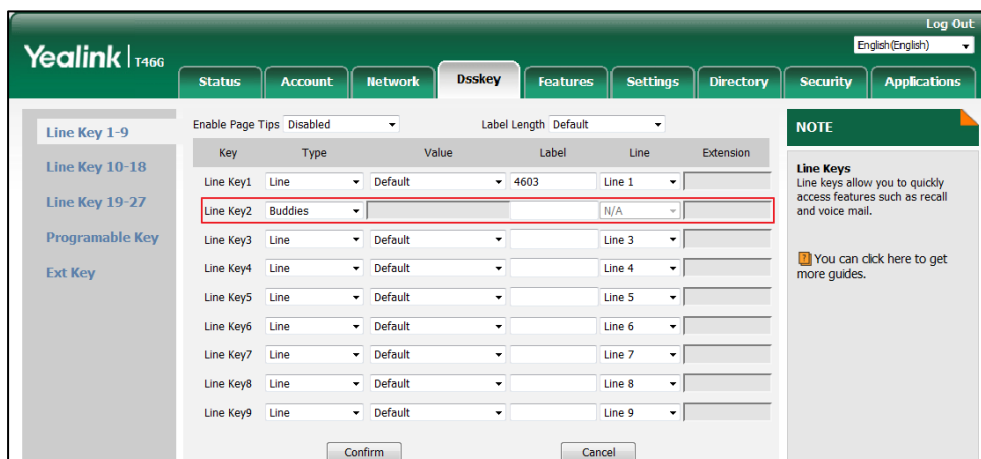 Log Out
Yealink | T46G
English(English)
Status Account Network Dsskey Features Settings Directory Security Applications
Line Key 1-9
Line Key 10-18
Line Key 19-27
Programable Key
Ext Key
Enable Page Tips Disabled Label Length Default
Key Type Value Label Line Extension
Line Key1 Line Default 4603 Line 1
Line Key2 Buddies N/A
Line Key3 Line Default Line 3
Line Key4 Line Default Line 4
Line Key5 Line Default Line 5
Line Key6 Line Default Line 6
Line Key7 Line Default Line 7
Line Key8 Line Default Line 8
Line Key9 Line Default Line 9
Confirm Cancel
NOTE
Line Keys
Line keys allow you to quickly
access features such as recall
and voice mail.
? You can click here to get
more guides.